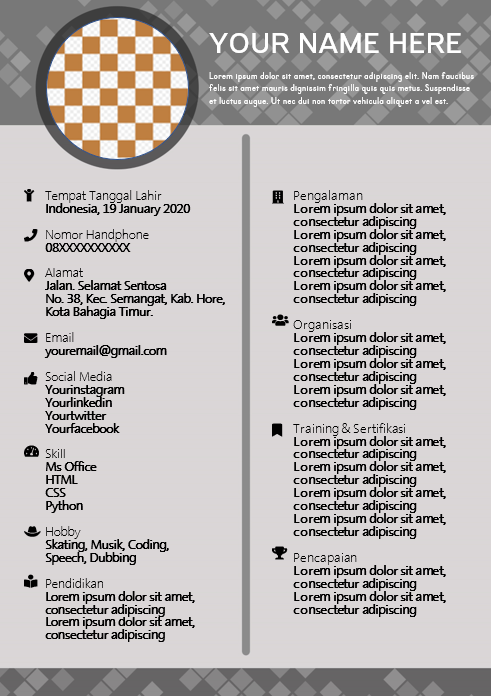 YOUR NAME HERE
Lorem ipsum dolor sit amet, consectetur adipiscing elit. Nam faucibus
felis sit amet mauris dignissim fringilla quis quis metus. Suspendisse
et luctus augue. Ut nec dui non tortor vehicula aliquet a vel est.
Tempat Tanggal Lahir
Indonesia, 19 January 2020
Nomor Handphone
08XXXXXXXXXX
Alamat
Jalan. Selamat Sentosa
No. 38, Kec. Semangat, Kab. Hore,
Kota Bahagia Timur.
Email
youremail@gmail.com
Social Media
Yourinstagram
Yourlinkedin
Yourtwitter
Yourfacebook
Skill
Ms Office
HTML
CSS
Python
Hobby
Skating, Musik, Coding,
Speech, Dubbing
Pendidikan
Lorem ipsum dolor sit amet,
consectetur adipiscing
Lorem ipsum dolor sit amet,
consectetur adipiscing
Pengalaman
Lorem ipsum dolor sit amet,
consectetur adipiscing
Lorem ipsum dolor sit amet,
consectetur adipiscing
Lorem ipsum dolor sit amet,
consectetur adipiscing
Lorem ipsum dolor sit amet,
consectetur adipiscing
Organisasi
Lorem ipsum dolor sit amet,
consectetur adipiscing
Lorem ipsum dolor sit amet,
consectetur adipiscing
Lorem ipsum dolor sit amet,
consectetur adipiscing
Training & Sertifikasi
Lorem ipsum dolor sit amet,
consectetur adipiscing
Lorem ipsum dolor sit amet,
consectetur adipiscing
Lorem ipsum dolor sit amet,
consectetur adipiscing
Lorem ipsum dolor sit amet,
consectetur adipiscing
Pencapaian
Lorem ipsum dolor sit amet,
consectetur adipiscing
Lorem ipsum dolor sit amet,
consectetur adipiscing